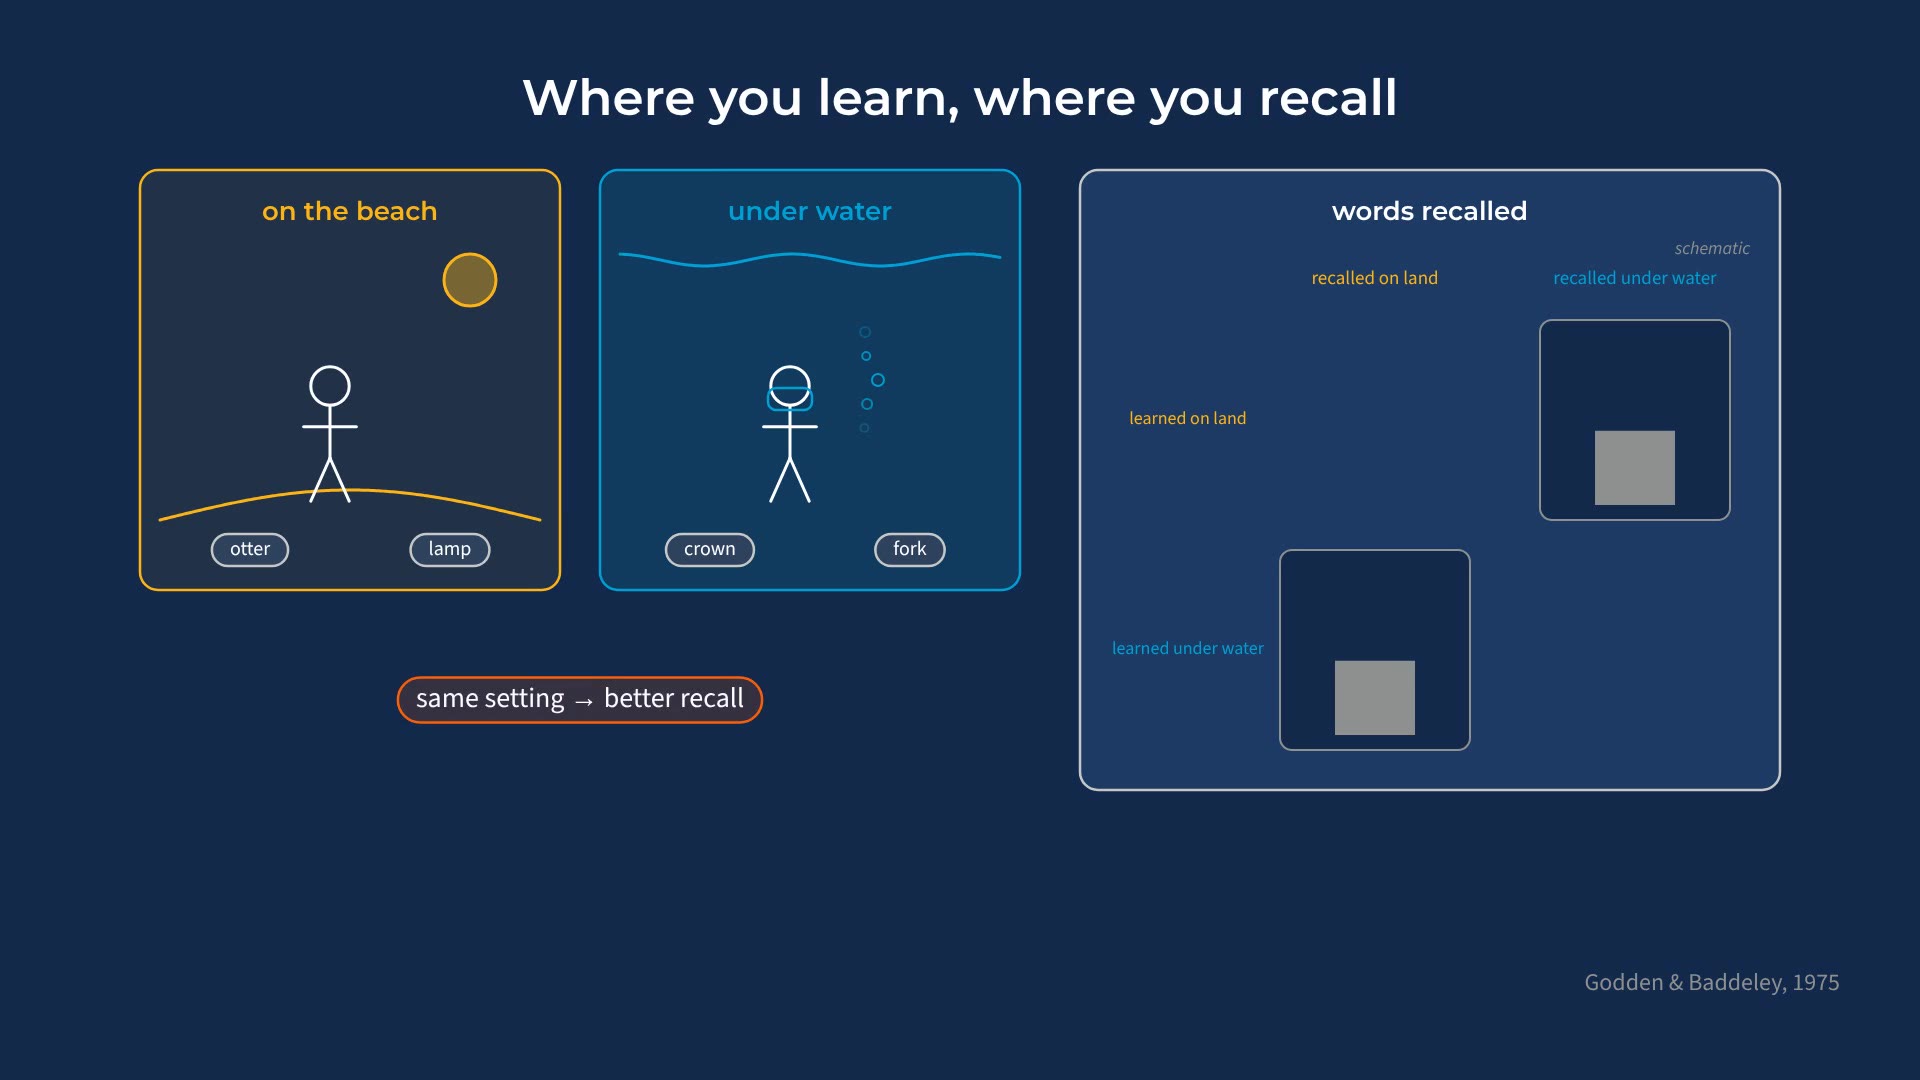 Where you learn, where you recall
on the beach
otter
lamp
under water
crown
fork
same setting → better recall
words recalled
schematic
recalled on land
recalled under water
learned on land
learned under water
Godden & Baddeley, 1975